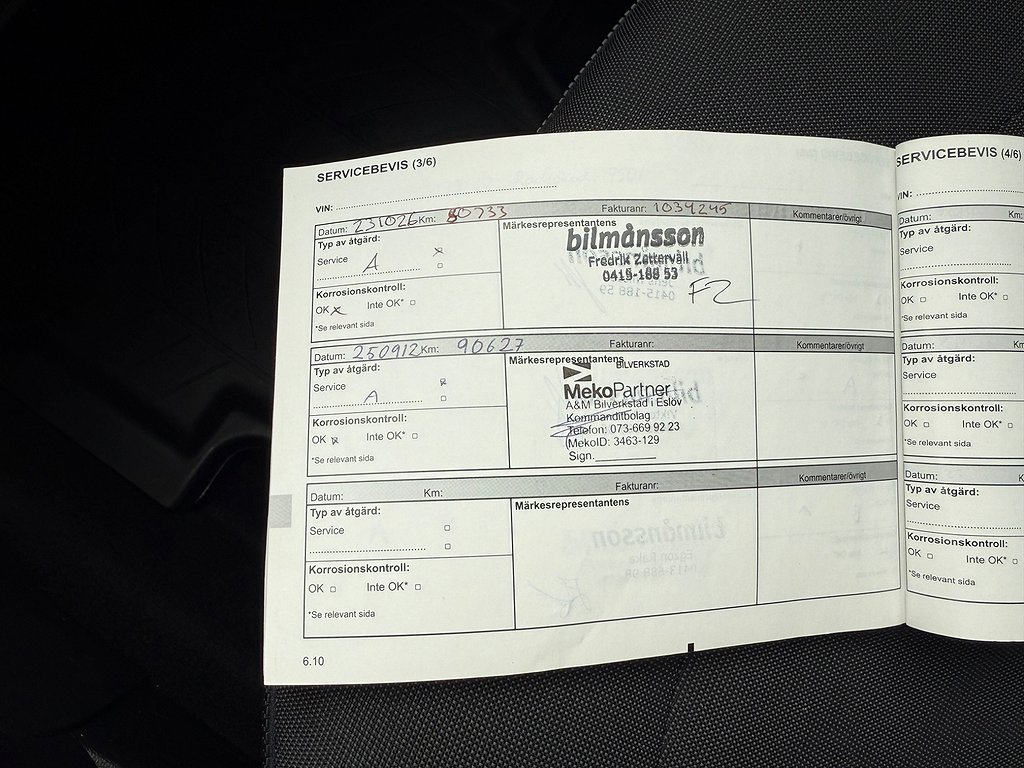 SERVICEBEVIS (3/6)
VIN:
Datum: 231026 Km: 80733 Fakturanr: 1034245 Kommentarer/övrigt
Typ av åtgärd:
Service
A
Korrosionskontroll:
OK Inte OK*
*Se relevant sida
Märkesrepresentantens
bilmånsson
Fredrik Zettervåll
0415-188 53
FZ
Datum: 250912 Km: 90627 Fakturanr: Kommentarer/övrigt
Typ av åtgärd:
Service
A
Korrosionskontroll:
OK Inte OK*
*Se relevant sida
Märkesrepresentantens
BILVERKSTAD
MekoPartner
A&M Bilverkstad i Eslöv
Kommanditbolag
Telefon: 073-669 92 23
(MekoID: 3463-129
Sign.
Datum: Km: Fakturanr: Kommentarer/övrigt
Typ av åtgärd:
Service
Korrosionskontroll:
OK Inte OK*
*Se relevant sida
Märkesrepresentantens
6.10
SERVICEBEVIS (4/6)
VIN:
Datum: Km:
Typ av åtgärd:
Service
Korrosionskontroll:
OK Inte OK*
*Se relevant sida
Datum: Km:
Typ av åtgärd:
Service
Korrosionskontroll:
OK Inte OK*
*Se relevant sida
Datum:
Typ av åtgärd:
Service
Korrosionskontroll:
OK Inte OK*
*Se relevant sida